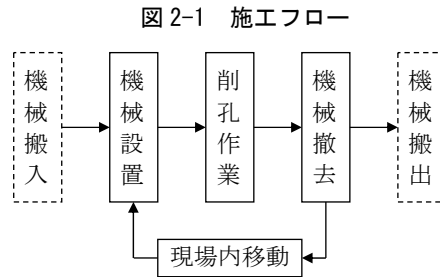 図 2-1 施工フロー
機械搬入
機械設置
削孔作業
機械撤去
機械搬出
現場内移動